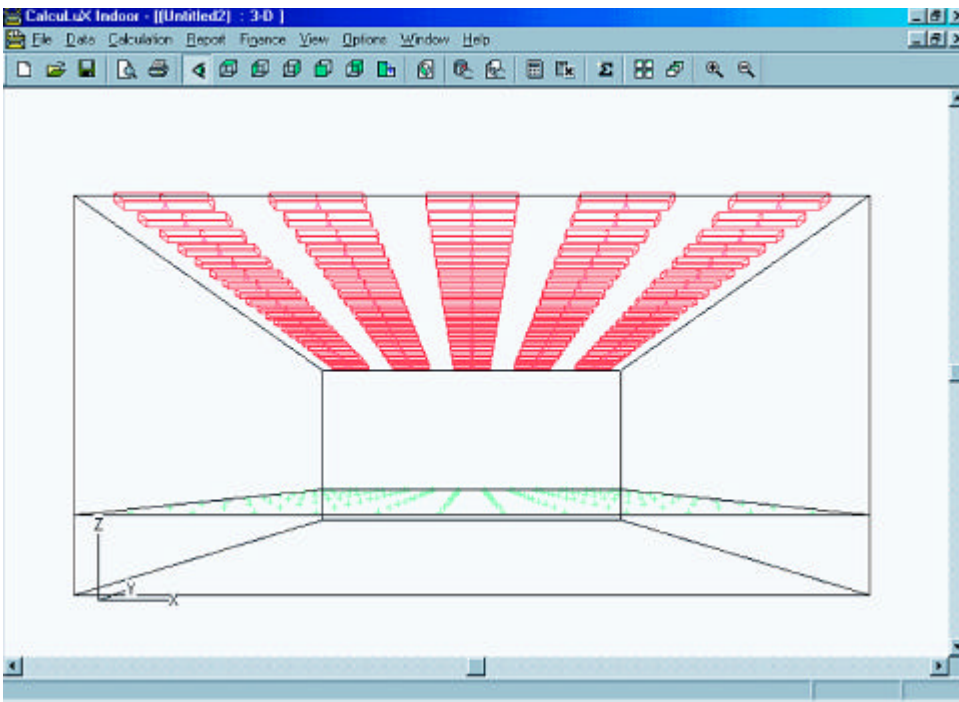 CalcuLuX Indoor - [(Untitled2) : 3-D ]
File Data Calculation Report Finance View Options Window Help
Z
Y
X